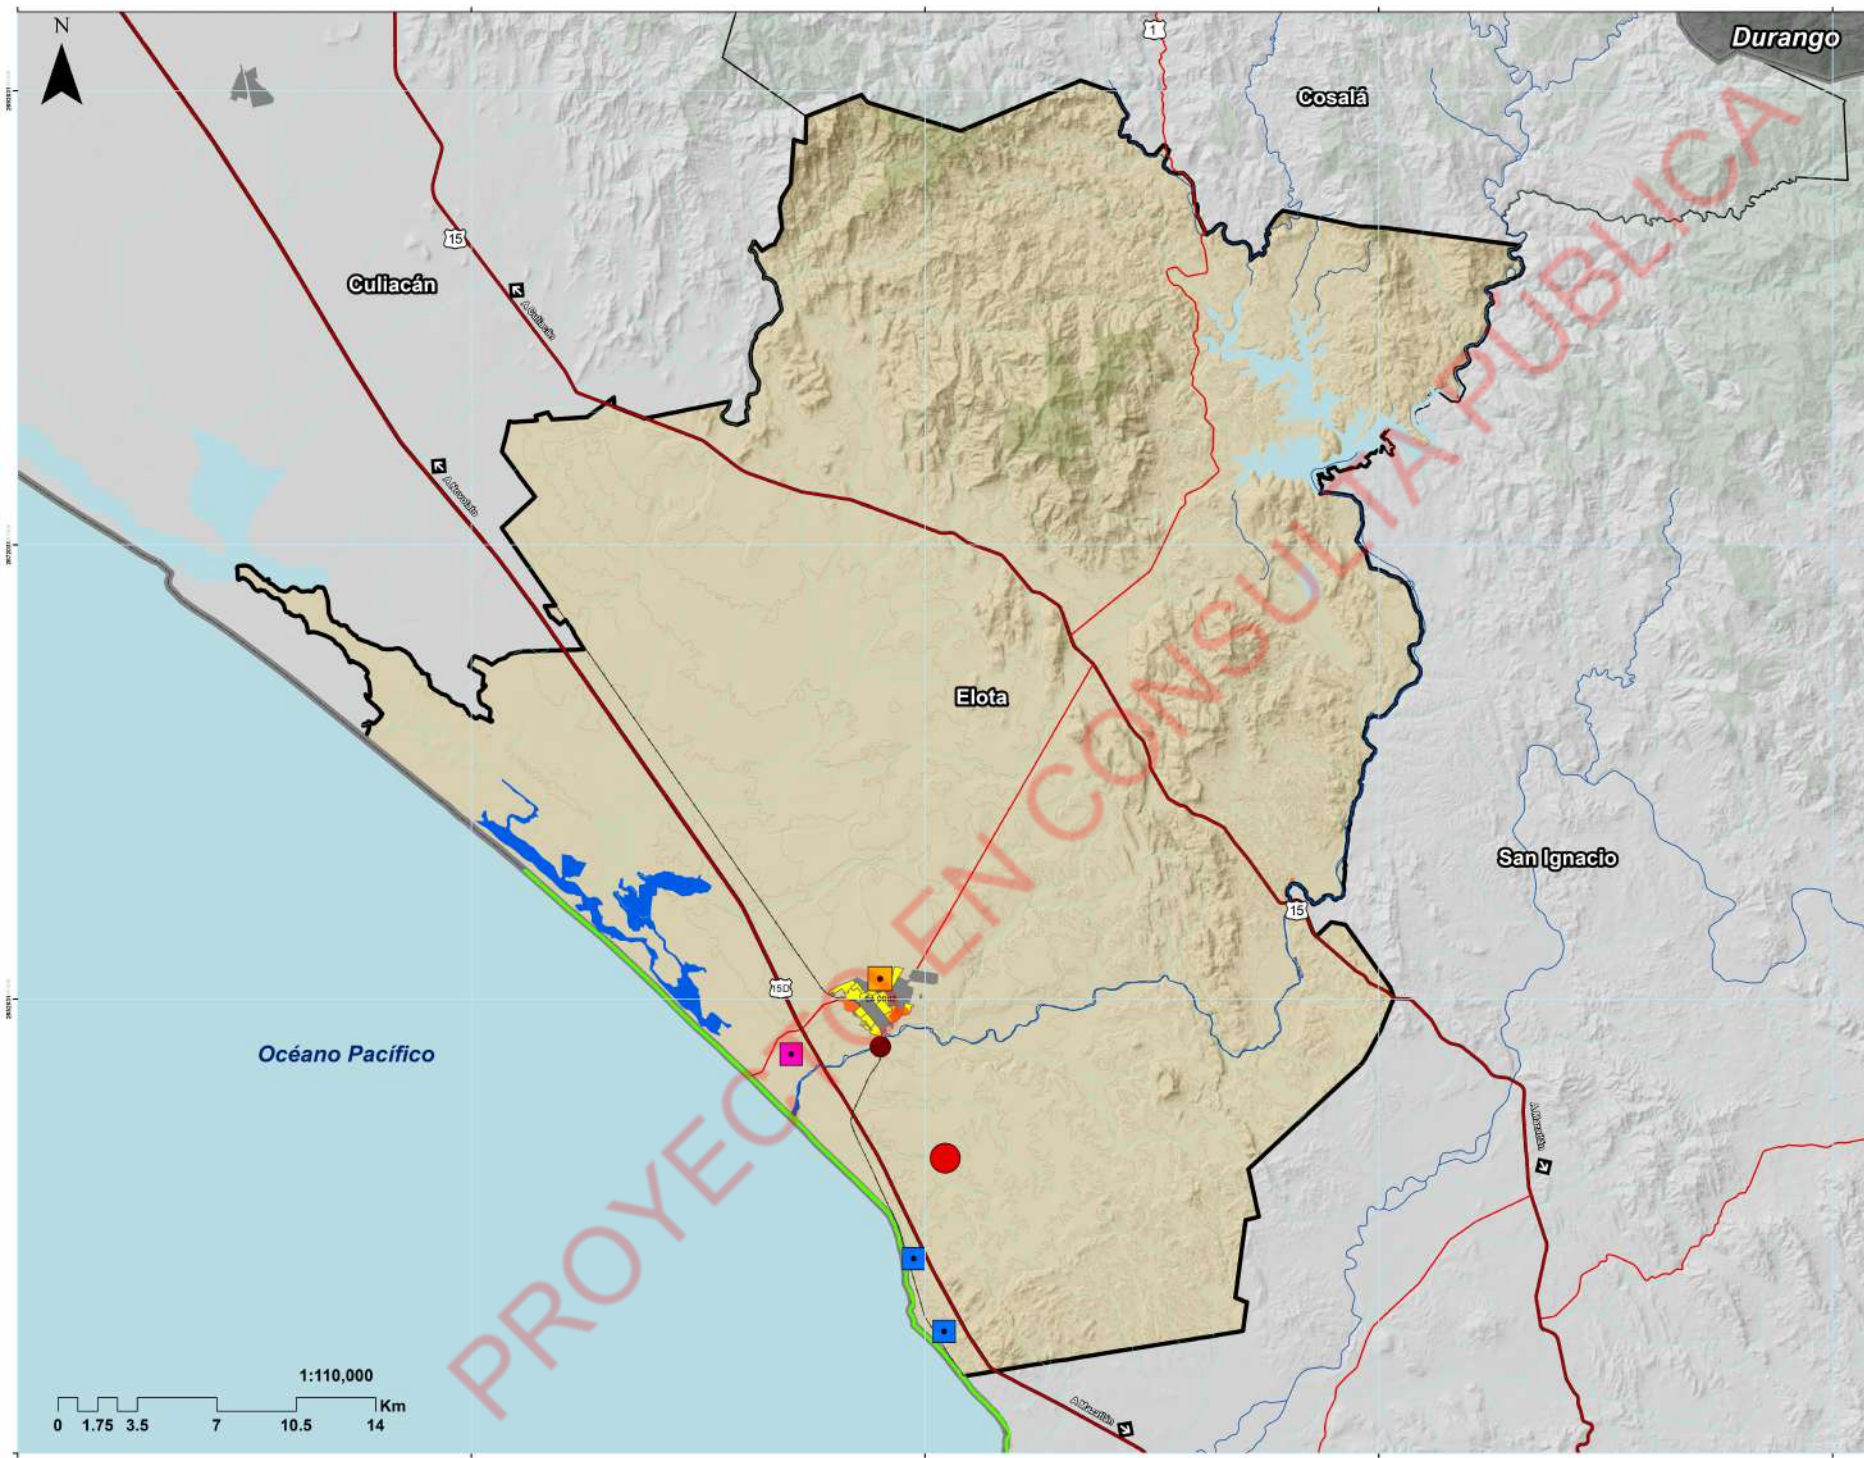 N
1
Durango
Cosalá
15
Culiacán
A Culiacán
A Navolato
Elota
San Ignacio
15
15D
Océano Pacífico
A Mazatlán
1:110,000
Km
0 1.75 3.5 7 10.5 14
A Mazatlán
PROYECTO EN CONSULTA PÚBLICA